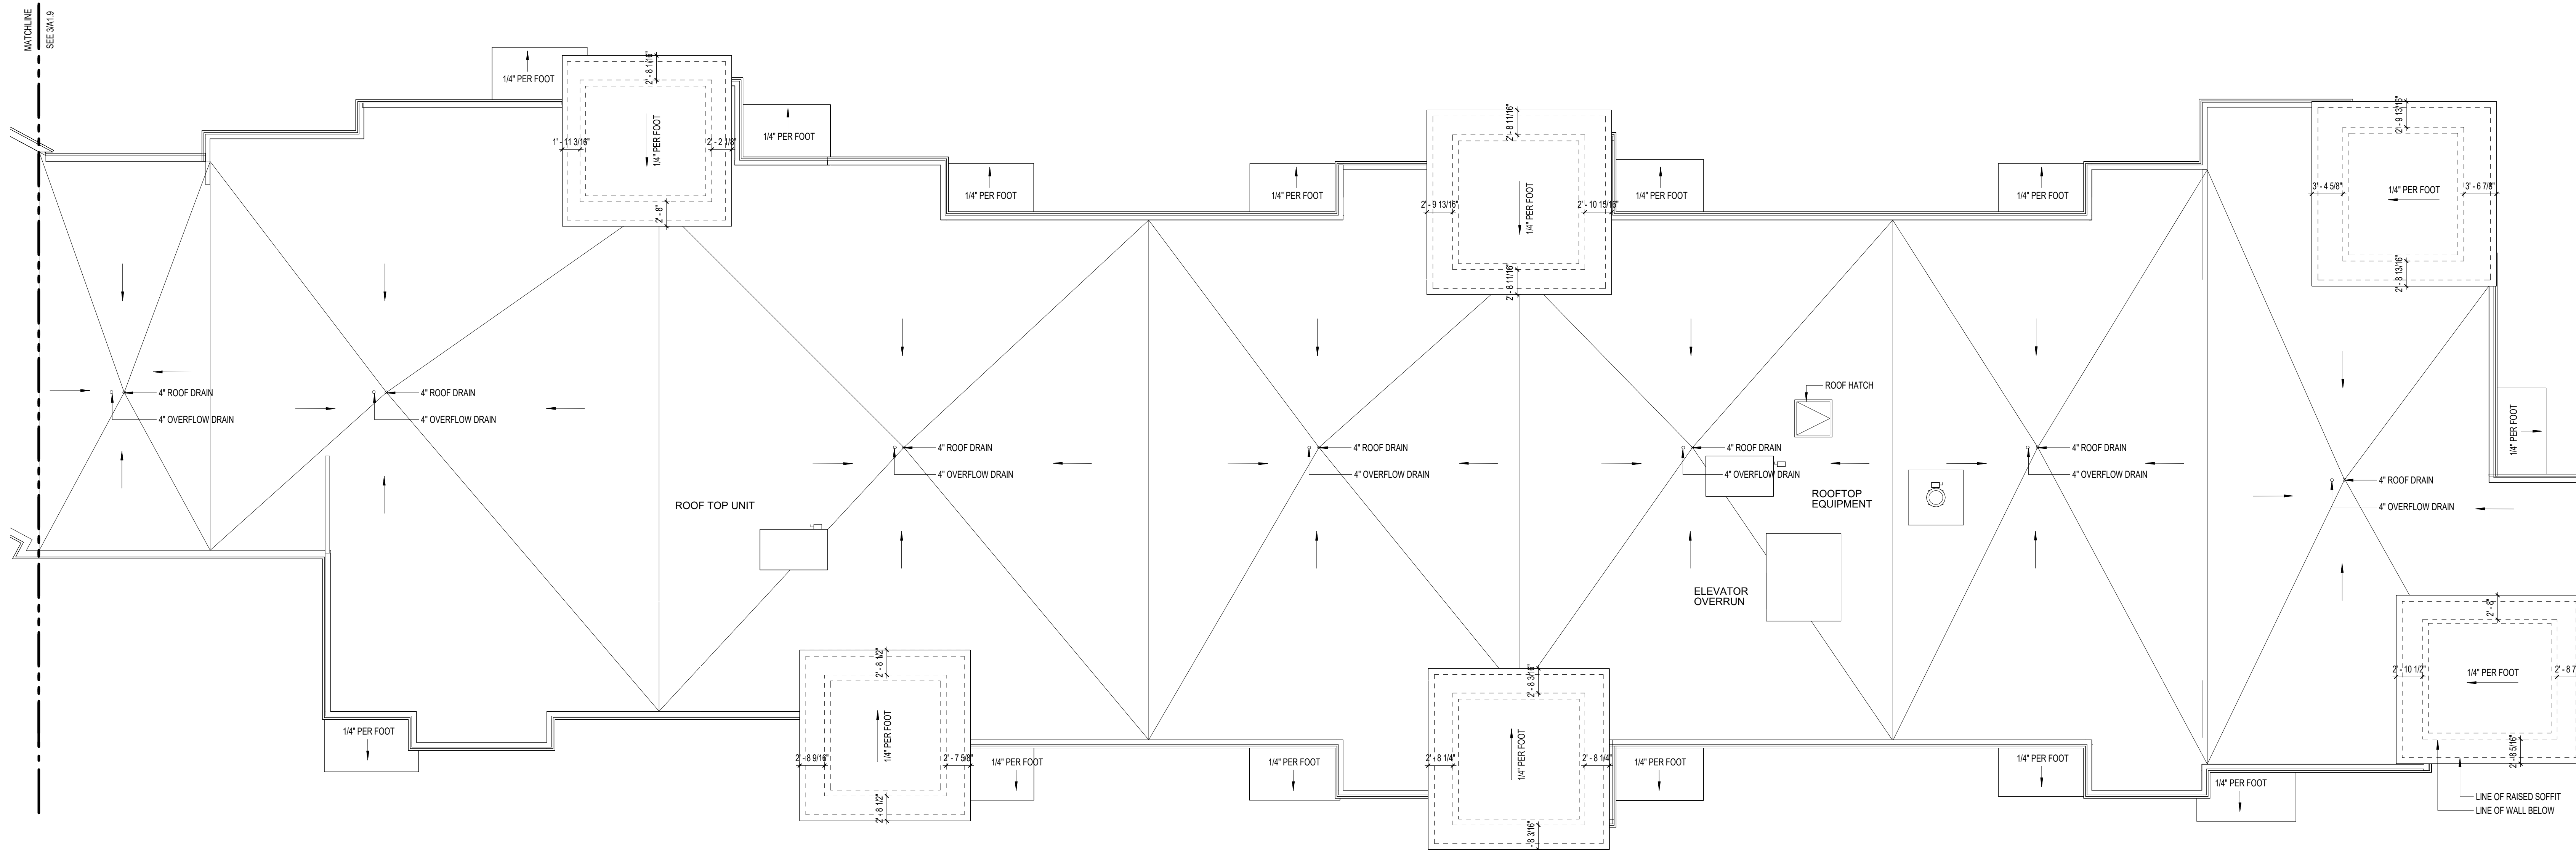 MATCHLINE
SEE 3/A1.9
1/4" PER FOOT
2' - 8 1/16"
1' - 11 3/16"
1/4" PER FOOT
2' - 2 1/8"
2' - 8"
1/4" PER FOOT
1/4" PER FOOT
1/4" PER FOOT
2' - 8 11/16"
2' - 9 13/16"
1/4" PER FOOT
2' - 10 15/16"
2' - 8 11/16"
1/4" PER FOOT
1/4" PER FOOT
2' - 9 13/16"
3' - 4 5/8"
1/4" PER FOOT
3' - 6 7/8"
2' - 8 13/16"
4" ROOF DRAIN
4" OVERFLOW DRAIN
4" ROOF DRAIN
4" OVERFLOW DRAIN
4" ROOF DRAIN
4" OVERFLOW DRAIN
4" ROOF DRAIN
4" OVERFLOW DRAIN
4" ROOF DRAIN
4" OVERFLOW DRAIN
ROOF HATCH
4" ROOF DRAIN
4" OVERFLOW DRAIN
4" ROOF DRAIN
4" OVERFLOW DRAIN
1/4" PER FOOT
ROOF TOP UNIT
ROOFTOP
EQUIPMENT
ELEVATOR
OVERRUN
1/4" PER FOOT
2' - 8 1/2"
2' - 8 9/16"
1/4" PER FOOT
2' - 7 5/8"
2' - 8 1/2"
1/4" PER FOOT
1/4" PER FOOT
2' - 8 3/16"
2' - 8 1/4"
1/4" PER FOOT
2' - 8 1/4"
- 8 3/16"
1/4" PER FOOT
1/4" PER FOOT
1/4" PER FOOT
2' - 8"
2' - 10 1/2"
1/4" PER FOOT
2' - 8 7
2' - 8 5/16"
LINE OF RAISED SOFFIT
LINE OF WALL BELOW